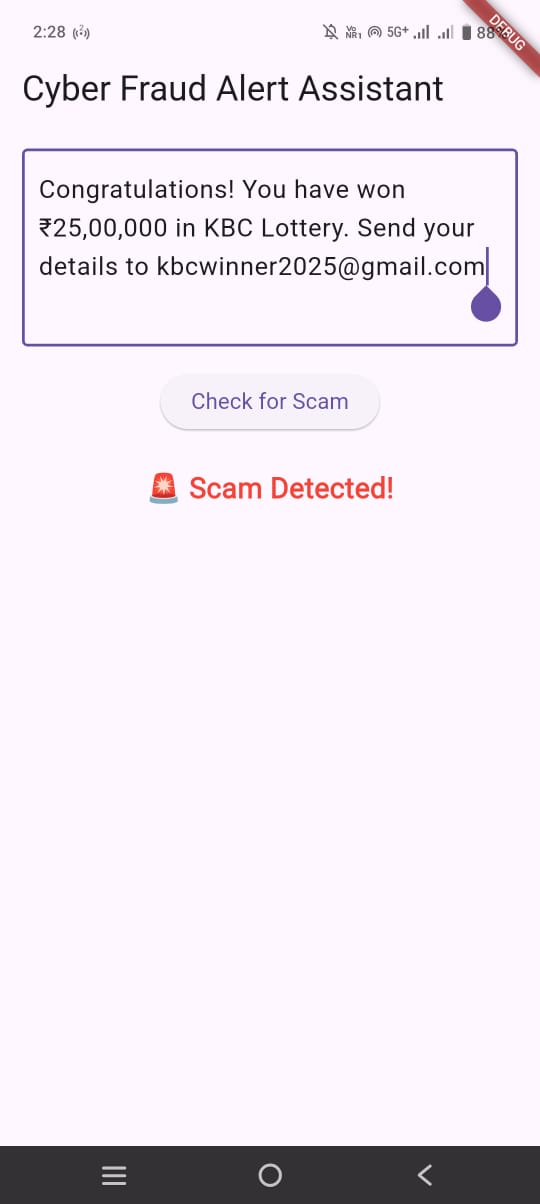 2:28
5G+ 88
DEBUG
Cyber Fraud Alert Assistant
Congratulations! You have won
₹25,00,000 in KBC Lottery. Send your
details to kbcwinner2025@gmail.com
Check for Scam
🚨 Scam Detected!